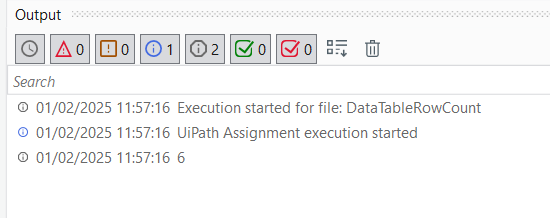 Output
0 0 1 2 0 0
Search
01/02/2025 11:57:16 Execution started for file: DataTableRowCount
01/02/2025 11:57:16 UiPath Assignment execution started
01/02/2025 11:57:16 6